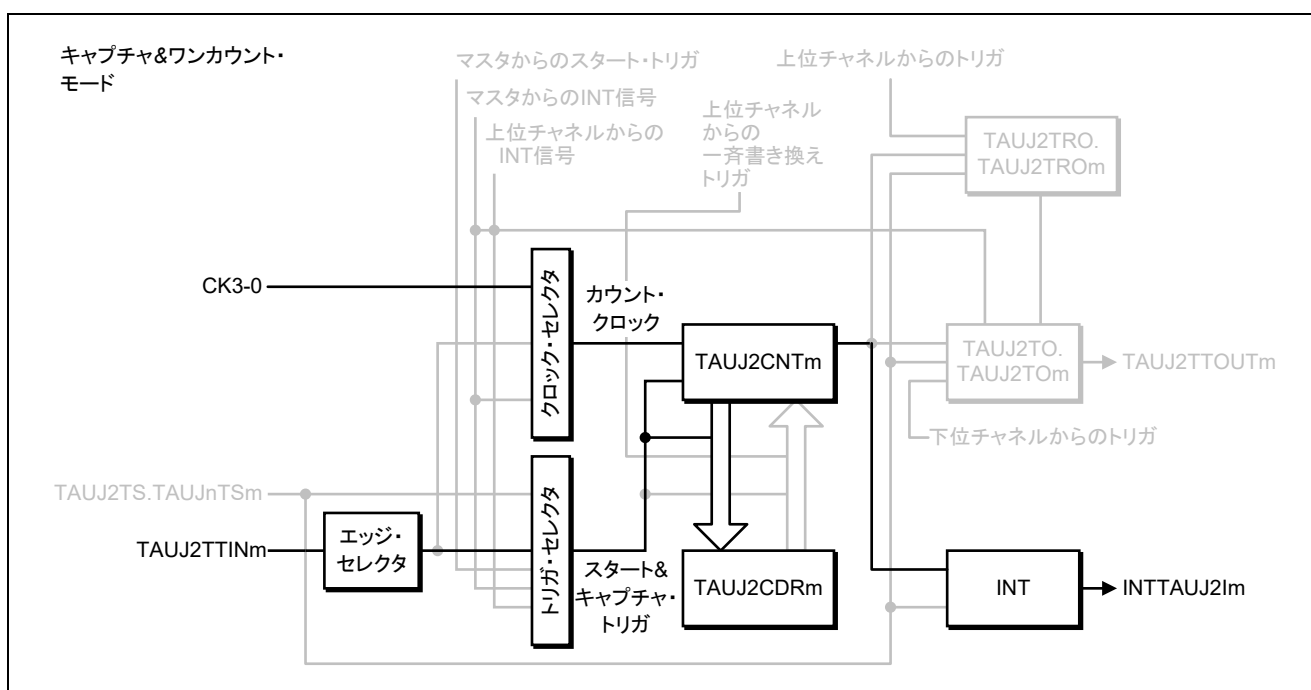 キャプチャ&ワンカウント・
モード
マスタからのスタート・トリガ
マスタからのINT信号
上位チャネルからの
INT信号
上位チャネル
からの
一斉書き換え
トリガ
上位チャネルからのトリガ
TAUJ2TRO.
TAUJ2TROm
CK3-0
クロック・セレクタ
カウント・
クロック
TAUJ2CNTm
TAUJ2TO.
TAUJ2TOm
TAUJ2TTOUTm
下位チャネルからのトリガ
TAUJ2TS.TAUJnTSm
TAUJ2TTINm
エッジ・
セレクタ
トリガ・セレクタ
スタート&
キャプチャ・
トリガ
TAUJ2CDRm
INT
INTTAUJ2Im